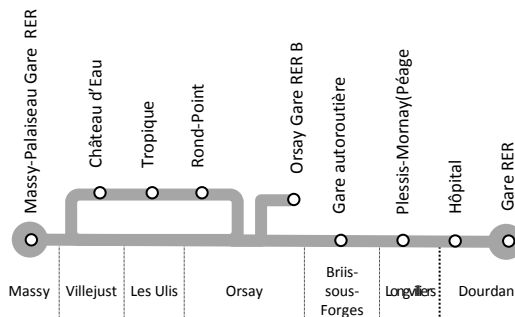 Massy-Palaiseau Gare RER
Château d'Eau
Tropique
Rond-Point
Orsay Gare RER B
Gare autoroutière
Plessis-Mornay(Péage
Hôpital
Gare RER
Massy
Villejust
Les Ulis
Orsay
Briis-
sous-
Forges
Longvilliers
Dourdan